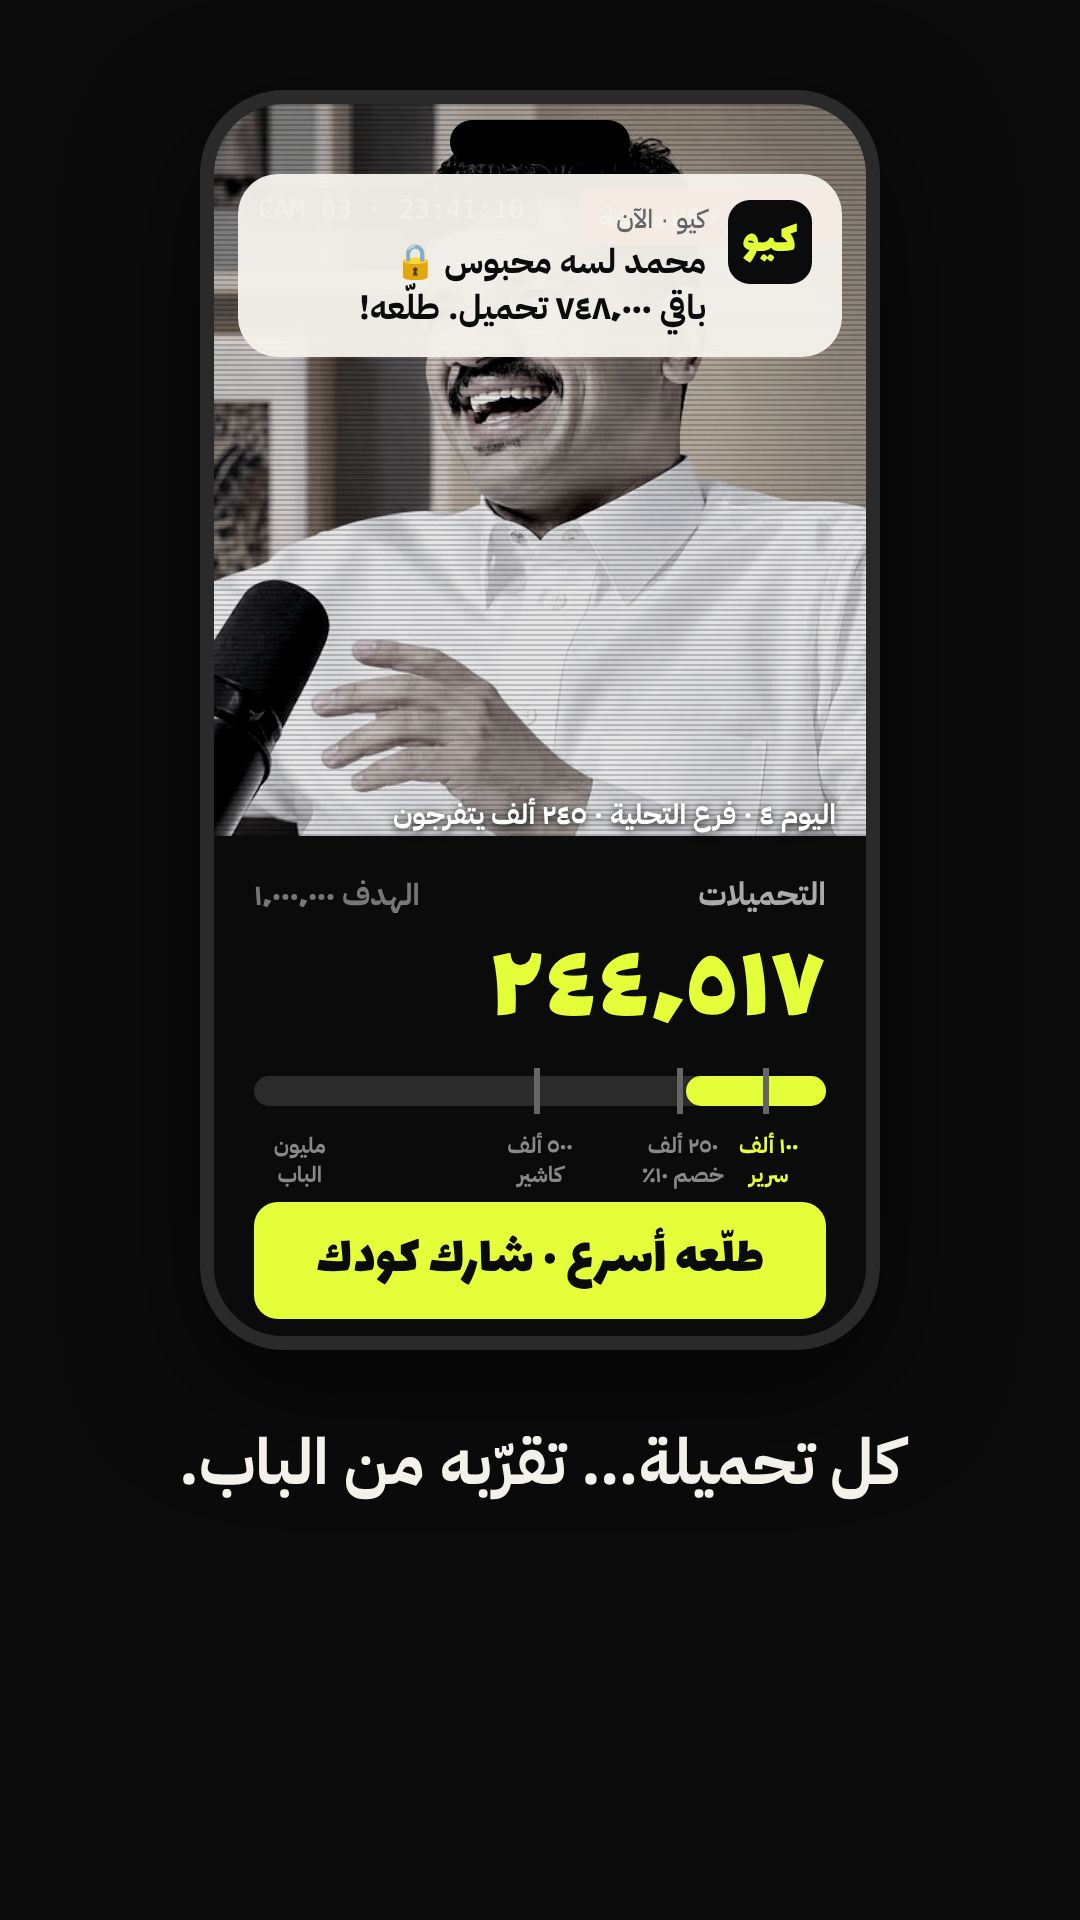 CAM 03 · 23:41:10
كيو
كيو · الآن
محمد لسه محبوس 🔒
باقي ٧٤٨,٠٠٠ تحميل. طلّعه!
اليوم ٤ · فرع التحلية · ٢٤٥ ألف يتفرجون
التحميلات
الهدف ١,٠٠٠,٠٠٠
٢٤٤,٥١٧
١٠٠ ألف
سرير
٢٥٠ ألف
خصم ١٠٪
٥٠٠ ألف
كاشير
مليون
الباب
طلّعه أسرع · شارك كودك
كل تحميلة... تقرّبه من الباب.